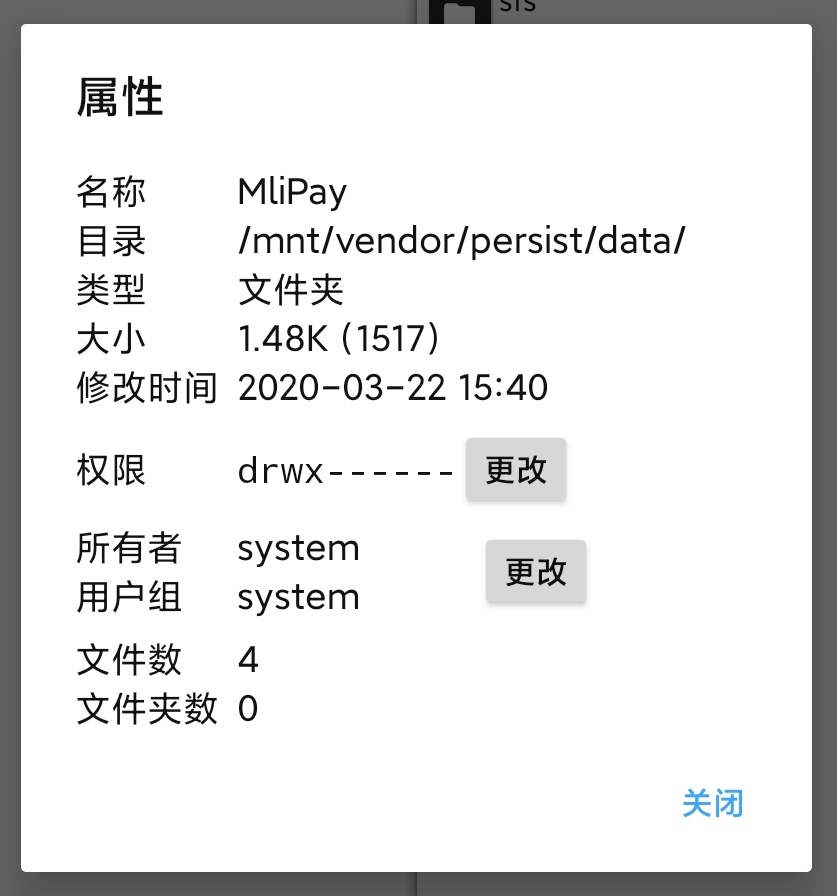 sfs
属性
名称 MliPay
目录 /mnt/vendor/persist/data/
类型 文件夹
大小 1.48K (1517)
修改时间 2020-03-22 15:40
权限 drwx------ 更改
所有者 system
更改
用户组 system
文件数 4
文件夹数 0
关闭